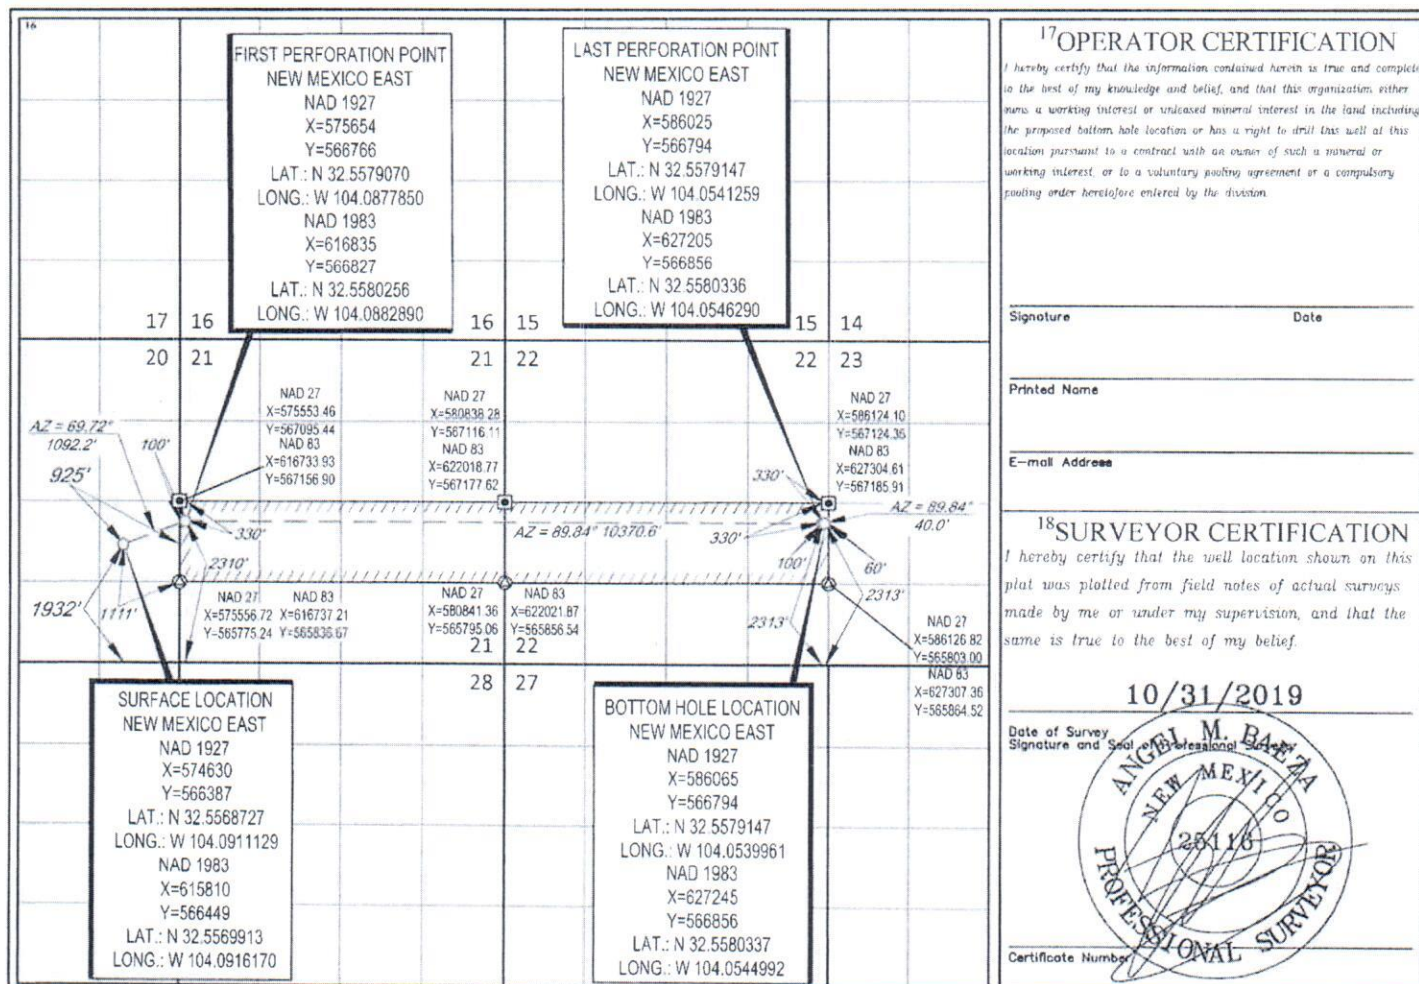 16
FIRST PERFORATION POINT
NEW MEXICO EAST
NAD 1927
X=575654
Y=566766
LAT.: N 32.5579070
LONG.: W 104.0877850
NAD 1983
X=616835
Y=566827
LAT.: N 32.5580256
LONG.: W 104.0882890
LAST PERFORATION POINT
NEW MEXICO EAST
NAD 1927
X=586025
Y=566794
LAT.: N 32.5579147
LONG.: W 104.0541259
NAD 1983
X=627205
Y=566856
LAT.: N 32.5580336
LONG.: W 104.0546290
17 16
20 21
16 15
21 22
15 14
22 23
NAD 27
X=575553.46
Y=567095.44
NAD 83
X=616733.93
Y=567156.90
NAD 27
X=580838.28
Y=567116.11
NAD 83
X=622018.77
Y=567177.62
NAD 27
X=586124.10
Y=567124.35
NAD 83
X=627304.61
Y=567185.91
AZ = 69.72°
1092.2'
100'
925'
330'
2310'
1932'
1111'
AZ = 89.84° 10370.6'
330'
330'
100'
AZ = 89.84°
40.0'
60'
2313'
2313'
NAD 27
X=575556.72
Y=565775.24
NAD 83
X=616737.21
Y=565836.67
NAD 27
X=580841.36
Y=565795.06
NAD 83
X=622021.87
Y=565856.54
NAD 27
X=586126.82
Y=565803.00
NAD 83
X=627307.36
Y=565864.52
21 22
28 27
SURFACE LOCATION
NEW MEXICO EAST
NAD 1927
X=574630
Y=566387
LAT.: N 32.5568727
LONG.: W 104.0911129
NAD 1983
X=615810
Y=566449
LAT.: N 32.5569913
LONG.: W 104.0916170
BOTTOM HOLE LOCATION
NEW MEXICO EAST
NAD 1927
X=586065
Y=566794
LAT.: N 32.5579147
LONG.: W 104.0539961
NAD 1983
X=627245
Y=566856
LAT.: N 32.5580337
LONG.: W 104.0544992
17 OPERATOR CERTIFICATION
I hereby certify that the information contained herein is true and complete
to the best of my knowledge and belief, and that this organization either
owns a working interest or unleased mineral interest in the land including
the proposed bottom hole location or has a right to drill this well at this
location pursuant to a contract with an owner of such a mineral or
working interest, or to a voluntary pooling agreement or a compulsory
pooling order heretofore entered by the division.
Signature Date
Printed Name
E-mail Address
18 SURVEYOR CERTIFICATION
I hereby certify that the well location shown on this
plat was plotted from field notes of actual surveys
made by me or under my supervision, and that the
same is true to the best of my belief.
10/31/2019
Date of Survey
Signature and Seal of Professional Surveyor
ANGEL M. BAEZA
NEW MEXICO
25116
PROFESSIONAL SURVEYOR
Certificate Number